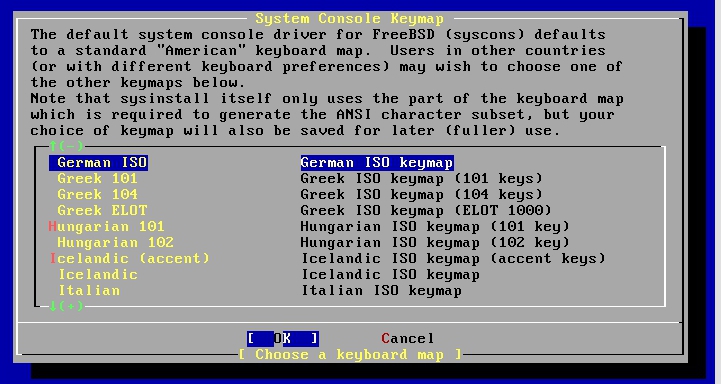 System Console Keymap
The default system console driver for FreeBSD (syscons) defaults
to a standard "American" keyboard map. Users in other countries
(or with different keyboard preferences) may wish to choose one of
the other keymaps below.
Note that sysinstall itself only uses the part of the keyboard map
which is required to generate the ANSI character subset, but your
choice of keymap will also be saved for later (fuller) use.
↑(-)
German ISO German ISO keymap
Greek 101 Greek ISO keymap (101 keys)
Greek 104 Greek ISO keymap (104 keys)
Greek ELOT Greek ISO keymap (ELOT 1000)
Hungarian 101 Hungarian ISO keymap (101 key)
Hungarian 102 Hungarian ISO keymap (102 key)
Icelandic (accent) Icelandic ISO keymap (accent keys)
Icelandic Icelandic ISO keymap
Italian Italian ISO keymap
↓(+)
[ OK ] Cancel
[ Choose a keyboard map ]